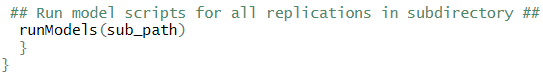 ## Run model scripts for all replications in subdirectory ##
runModels(sub_path)
}
}